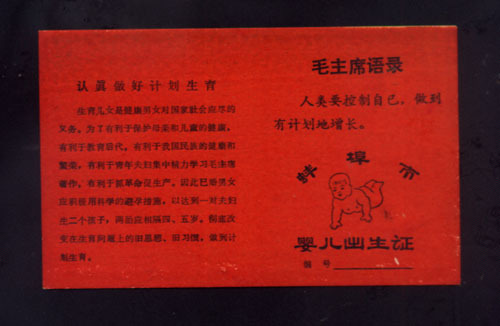 认真做好计划生育
生育儿女是健康男女对国家社会应尽的
义务。为了有利于保护母亲和儿童的健康，
有利于教育后代。有利于我国民族的健康和
繁荣，有利于青年夫妇集中精力学习毛主席
著作。有利于抓革命促生产。因此已婚男女
应积极用科学的避孕措施，以达到一对夫妇
生二个孩子，两胎应相隔四、五岁。彻底改
变在生育问题上的旧思想、旧习惯。做到计
划生育。
毛主席语录
人类要控制自己，做到
有计划地增长。
蚌埠市
婴儿出生证
编号